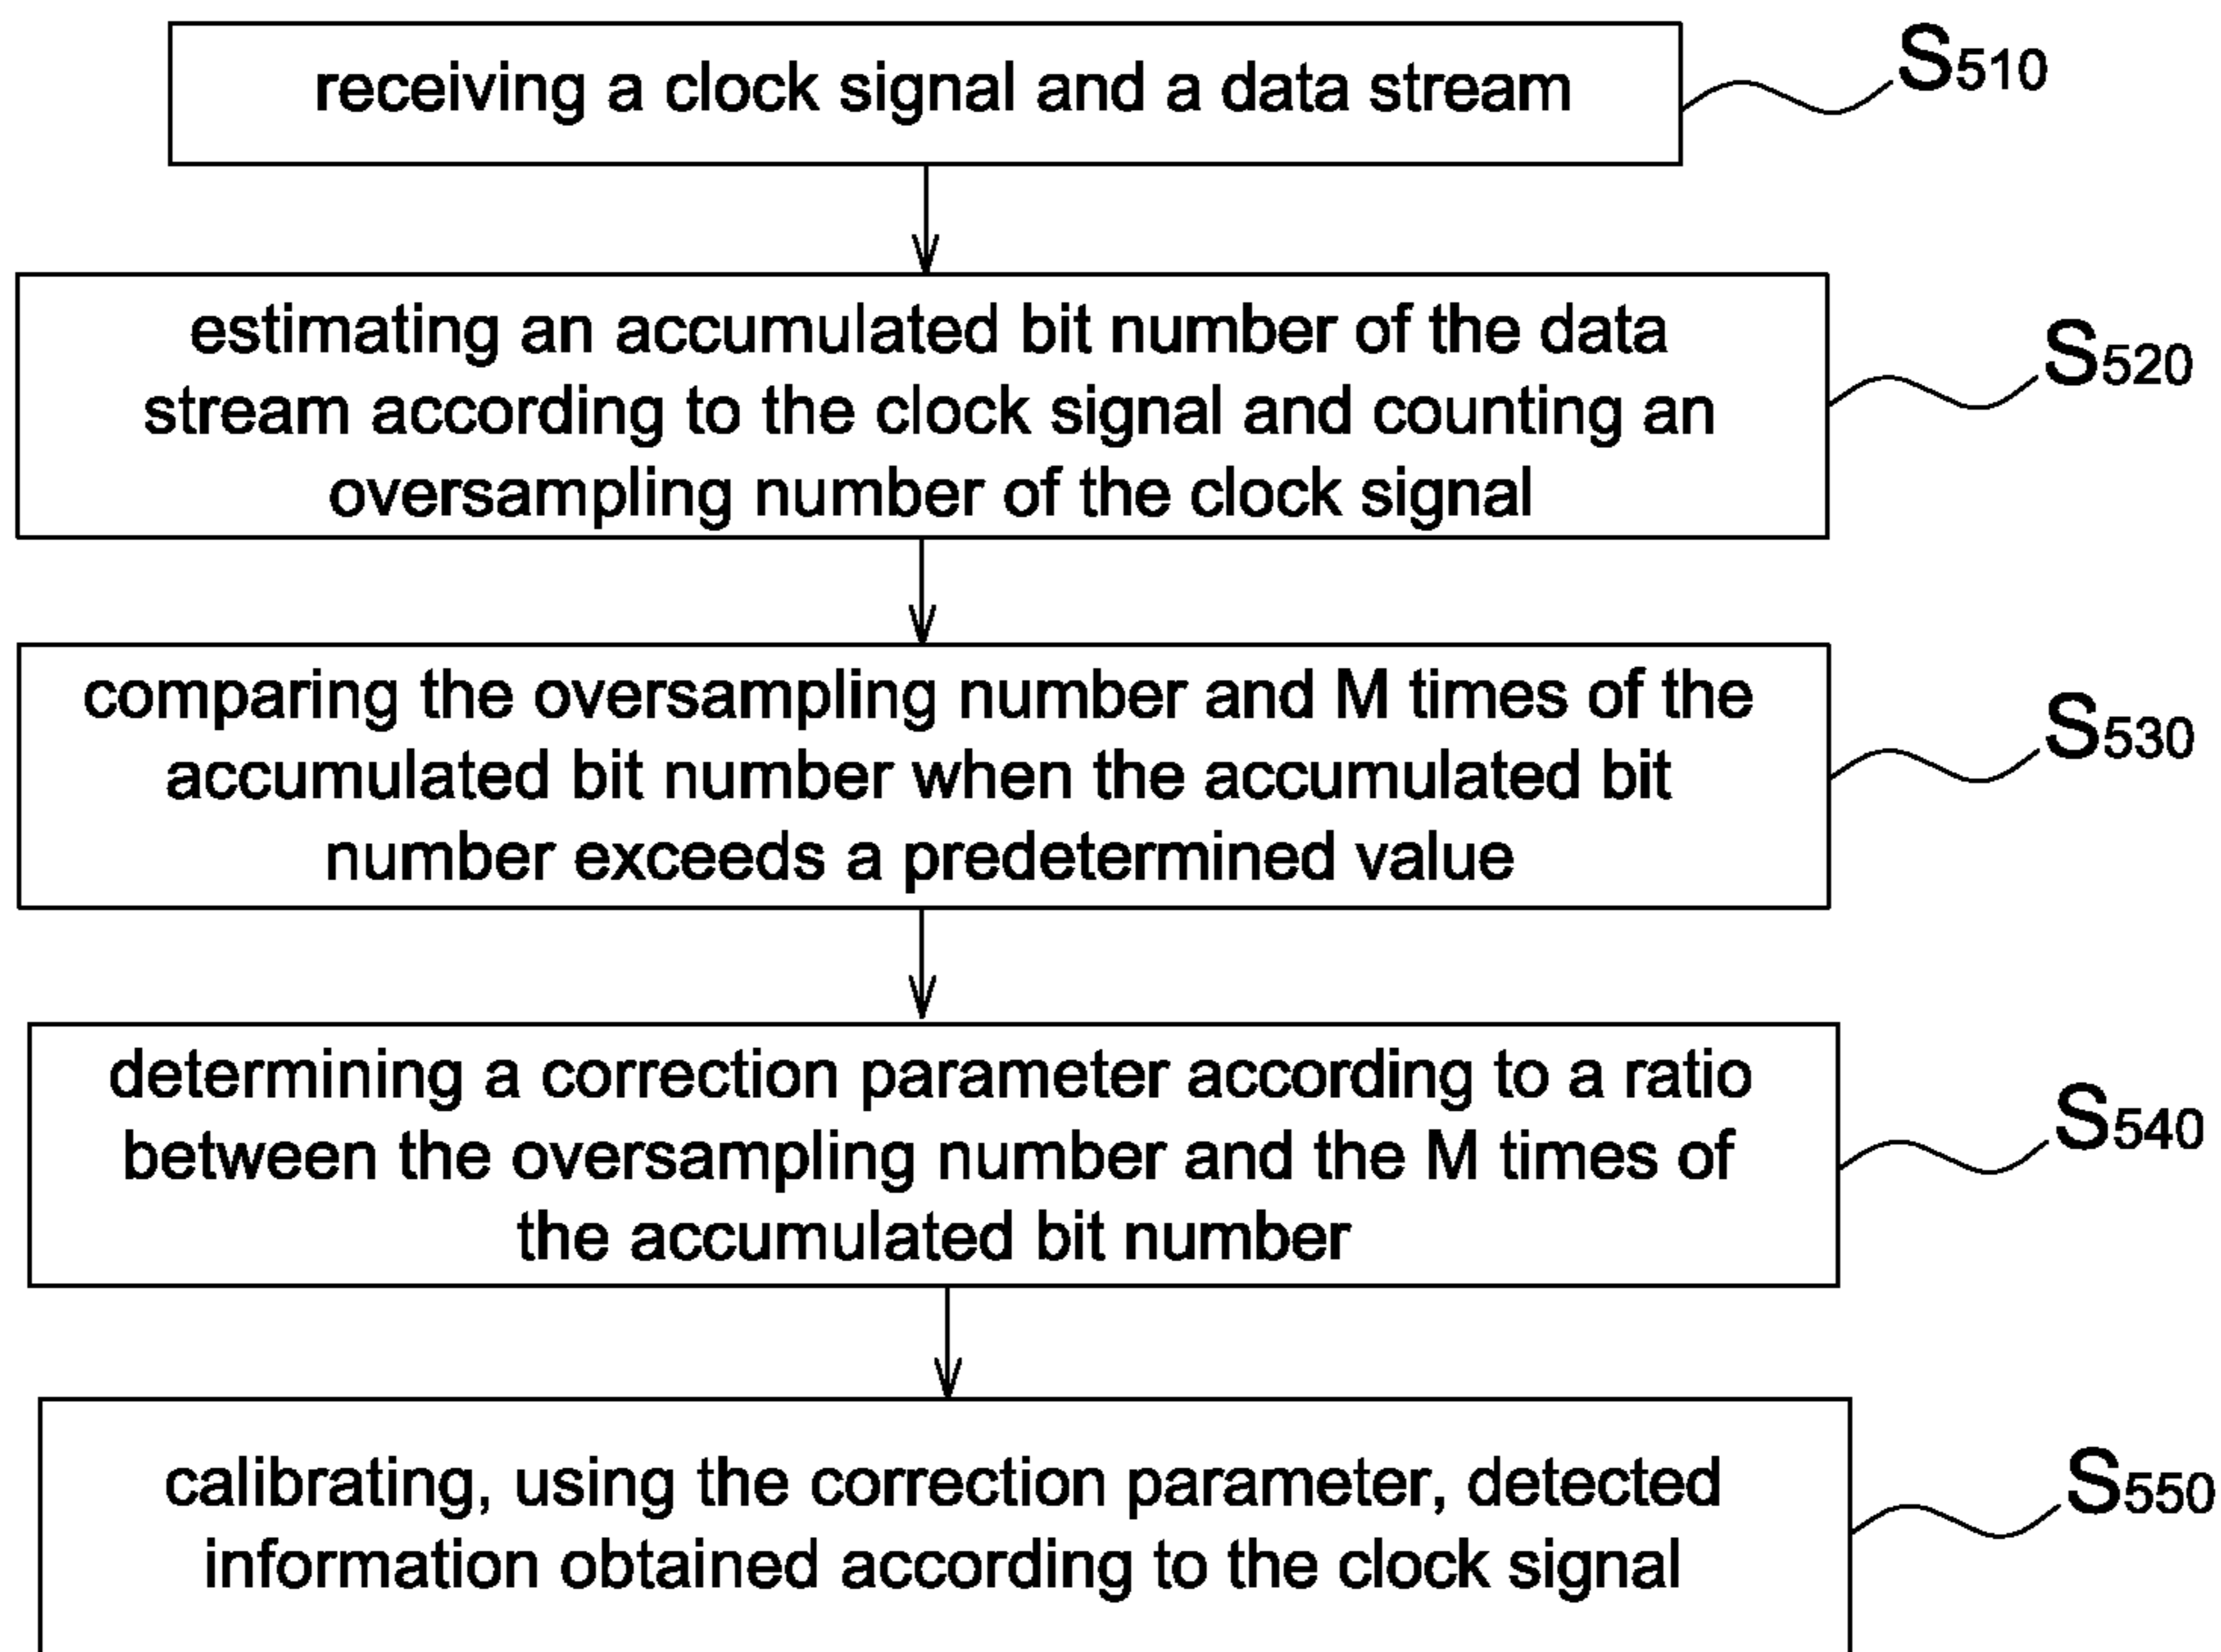 receiving a clock signal and a data stream
S510
estimating an accumulated bit number of the data
stream according to the clock signal and counting an
oversampling number of the clock signal
S520
comparing the oversampling number and M times of the
accumulated bit number when the accumulated bit
number exceeds a predetermined value
S530
determining a correction parameter according to a ratio
between the oversampling number and the M times of
the accumulated bit number
S540
calibrating, using the correction parameter, detected
information obtained according to the clock signal
S550